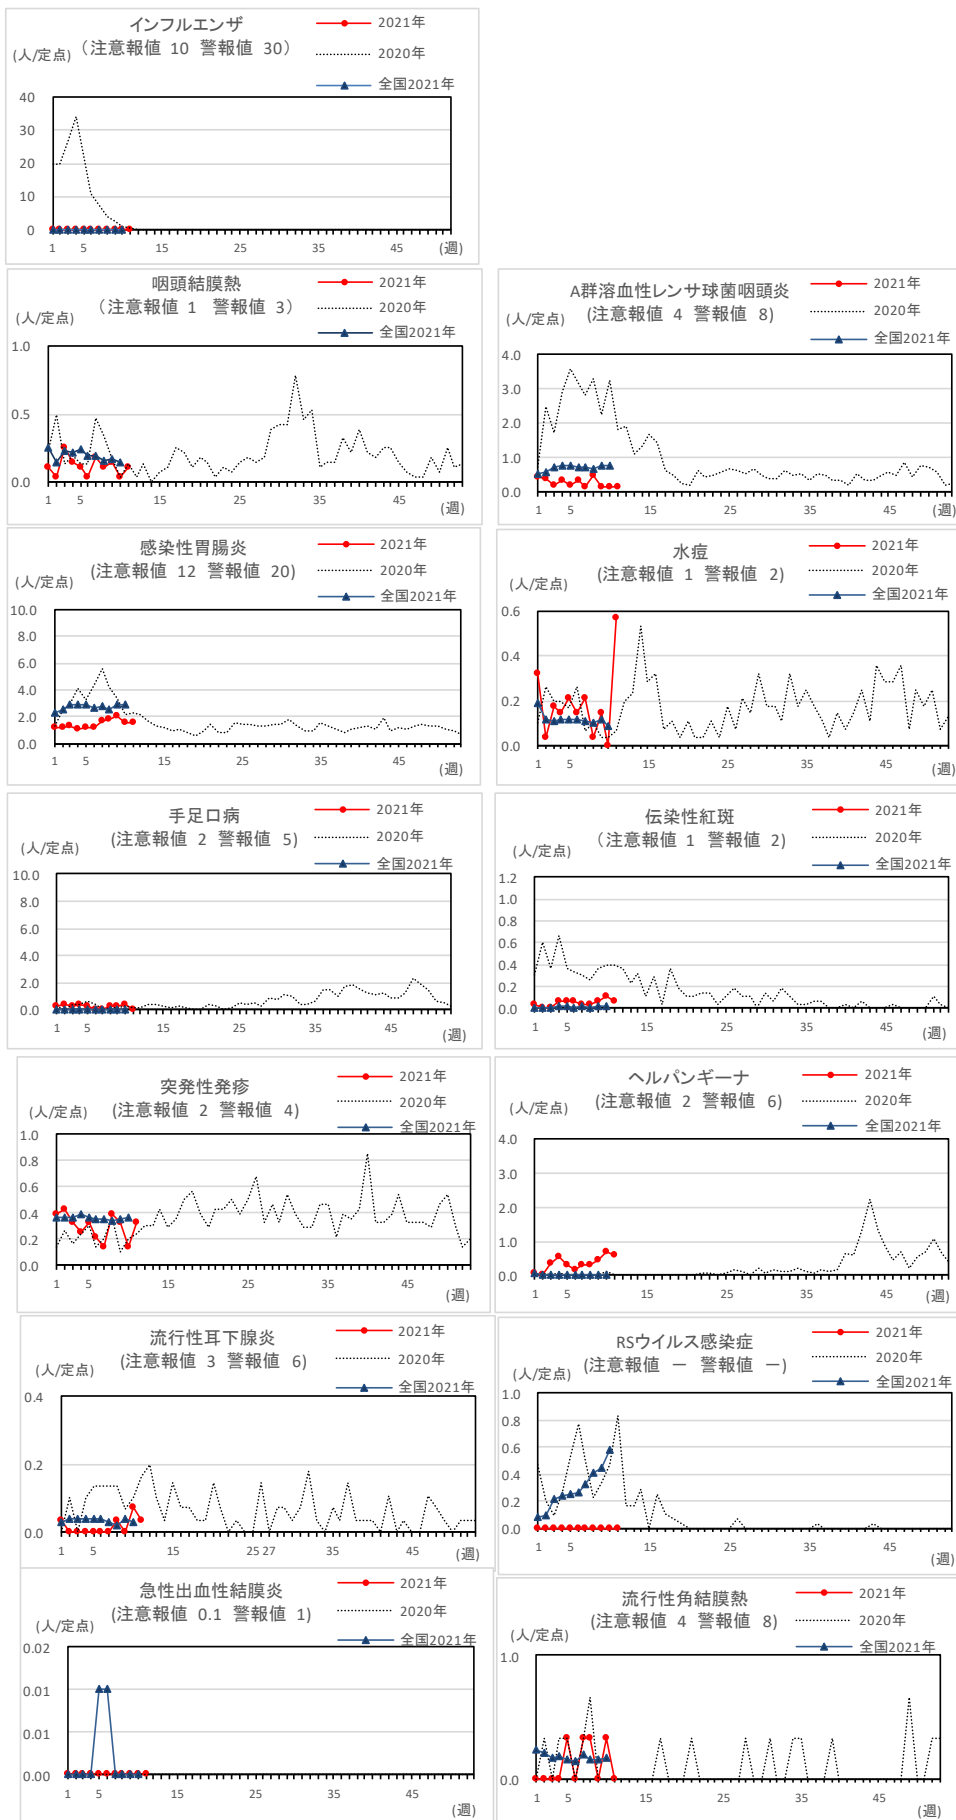 インフルエンザ
（注意報値 10 警報値 30）
(人/定点)
2021年
2020年
全国2021年
40
30
20
10
0
1 5 15 25 35 45 (週)
咽頭結膜熱
（注意報値 1 警報値 3）
(人/定点)
2021年
2020年
全国2021年
1.0
0.5
0.0
1 5 15 25 35 45 (週)
A群溶血性レンサ球菌咽頭炎
(注意報値 4 警報値 8)
(人/定点)
2021年
2020年
全国2021年
4.0
3.0
2.0
1.0
0.0
1 5 15 25 35 45 (週)
感染性胃腸炎
(注意報値 12 警報値 20)
(人/定点)
2021年
2020年
全国2021年
10.0
8.0
6.0
4.0
2.0
0.0
1 5 15 25 35 45 (週)
水痘
(注意報値 1 警報値 2)
(人/定点)
2021年
2020年
全国2021年
0.6
0.4
0.2
0.0
1 5 15 25 35 45 (週)
手足口病
(注意報値 2 警報値 5)
(人/定点)
2021年
2020年
全国2021年
10.0
8.0
6.0
4.0
2.0
0.0
1 5 15 25 35 45 (週)
伝染性紅斑
（注意報値 1 警報値 2)
(人/定点)
2021年
2020年
全国2021年
1.2
1.0
0.8
0.6
0.4
0.2
0.0
1 5 15 25 35 45 (週)
突発性発疹
(注意報値 2 警報値 4)
(人/定点)
2021年
2020年
全国2021年
1.0
0.8
0.6
0.4
0.2
0.0
1 5 15 25 35 45 (週)
ヘルパンギーナ
(注意報値 2 警報値 6)
(人/定点)
2021年
2020年
全国2021年
4.0
3.0
2.0
1.0
0.0
1 5 15 25 35 45 (週)
流行性耳下腺炎
(注意報値 3 警報値 6)
(人/定点)
2021年
2020年
全国2021年
0.4
0.2
0.0
1 5 15 25 27 35 45 (週)
RSウイルス感染症
(注意報値 － 警報値 －)
(人/定点)
2021年
2020年
全国2021年
1.0
0.8
0.6
0.4
0.2
0.0
1 5 15 25 35 45 (週)
急性出血性結膜炎
(注意報値 0.1 警報値 1)
(人/定点)
2021年
2020年
全国2021年
0.02
0.01
0.01
0.00
1 5 15 25 35 45 (週)
流行性角結膜熱
(注意報値 4 警報値 8)
(人/定点)
2021年
2020年
全国2021年
1.0
0.0
1 5 15 25 35 45 (週)